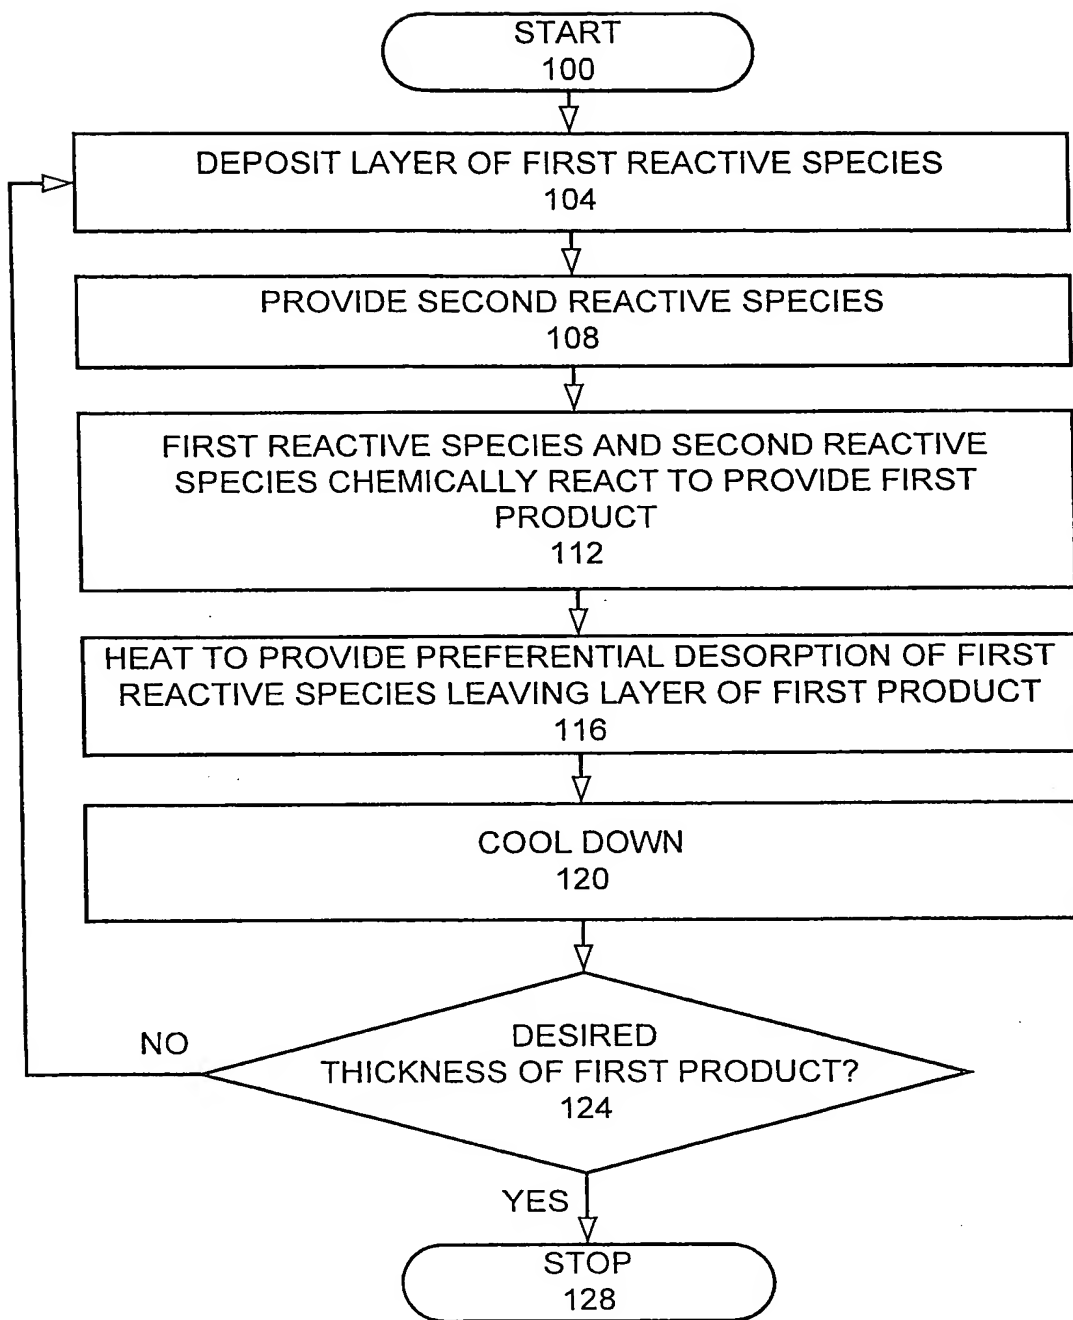 START
100
DEPOSIT LAYER OF FIRST REACTIVE SPECIES
104
PROVIDE SECOND REACTIVE SPECIES
108
FIRST REACTIVE SPECIES AND SECOND REACTIVE
SPECIES CHEMICALLY REACT TO PROVIDE FIRST
PRODUCT
112
HEAT TO PROVIDE PREFERENTIAL DESORPTION OF FIRST
REACTIVE SPECIES LEAVING LAYER OF FIRST PRODUCT
116
COOL DOWN
120
NO
DESIRED
THICKNESS OF FIRST PRODUCT?
124
YES
STOP
128